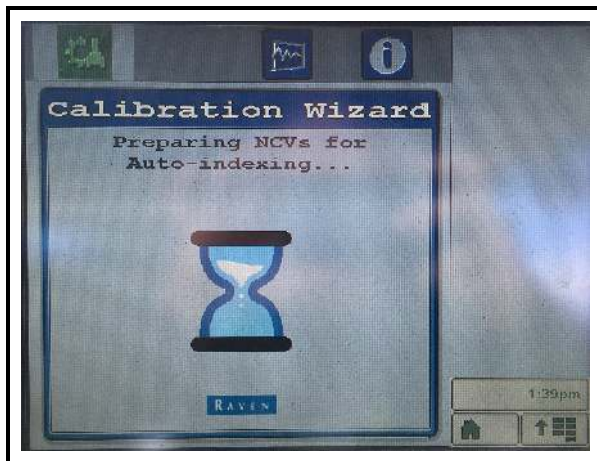 Calibration Wizard
Preparing NCVs for
Auto-indexing...
RAVEN
1:39pm